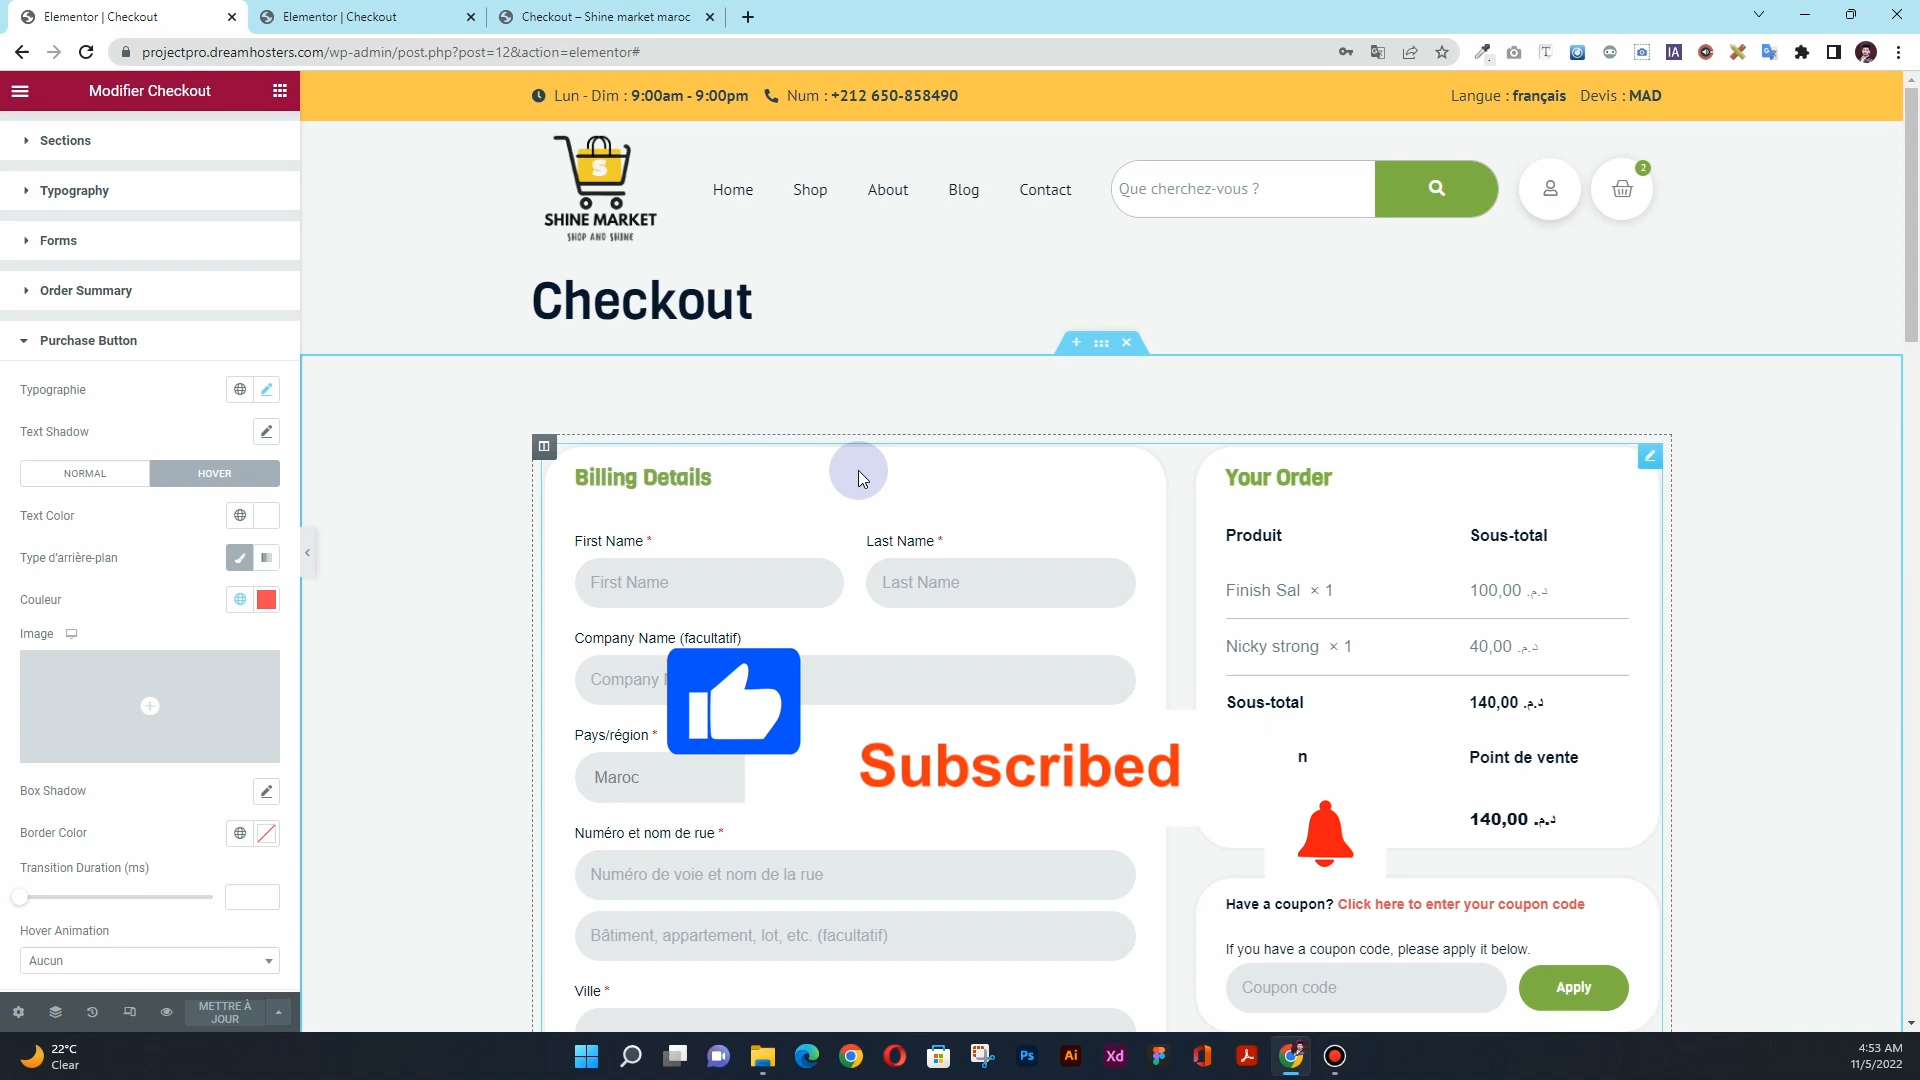 Elementor | Checkout
Elementor | Checkout
Checkout – Shine market maroc
projectpro.dreamhosters.com/wp-admin/post.php?post=12&action=elementor#
Modifier Checkout
Sections
Typography
Forms
Order Summary
Purchase Button
Typographie
Text Shadow
NORMAL
HOVER
Text Color
Type d'arrière-plan
Couleur
Image
Box Shadow
Border Color
Transition Duration (ms)
Hover Animation
Aucun
METTRE À
JOUR
Lun - Dim : 9:00am - 9:00pm
Num : +212 650-858490
Langue : français
Devis : MAD
S
SHINE MARKET
SHOP AND SHINE
Home
Shop
About
Blog
Contact
Que cherchez-vous ?
2
Checkout
Billing Details
First Name *
Last Name *
First Name
Last Name
Company Name (facultatif)
Company
Pays/région *
Maroc
Numéro et nom de rue *
Numéro de voie et nom de la rue
Bâtiment, appartement, lot, etc. (facultatif)
Ville *
Subscribed
Your Order
Produit
Sous-total
Finish Sal × 1
100,00 د.م.
Nicky strong × 1
40,00 د.م.
Sous-total
140,00 د.م.
n
Point de vente
140,00 د.م.
Have a coupon? Click here to enter your coupon code
If you have a coupon code, please apply it below.
Coupon code
Apply
22°C
Clear
IA
T
Ps
Ai
Xd
4:53 AM
11/5/2022